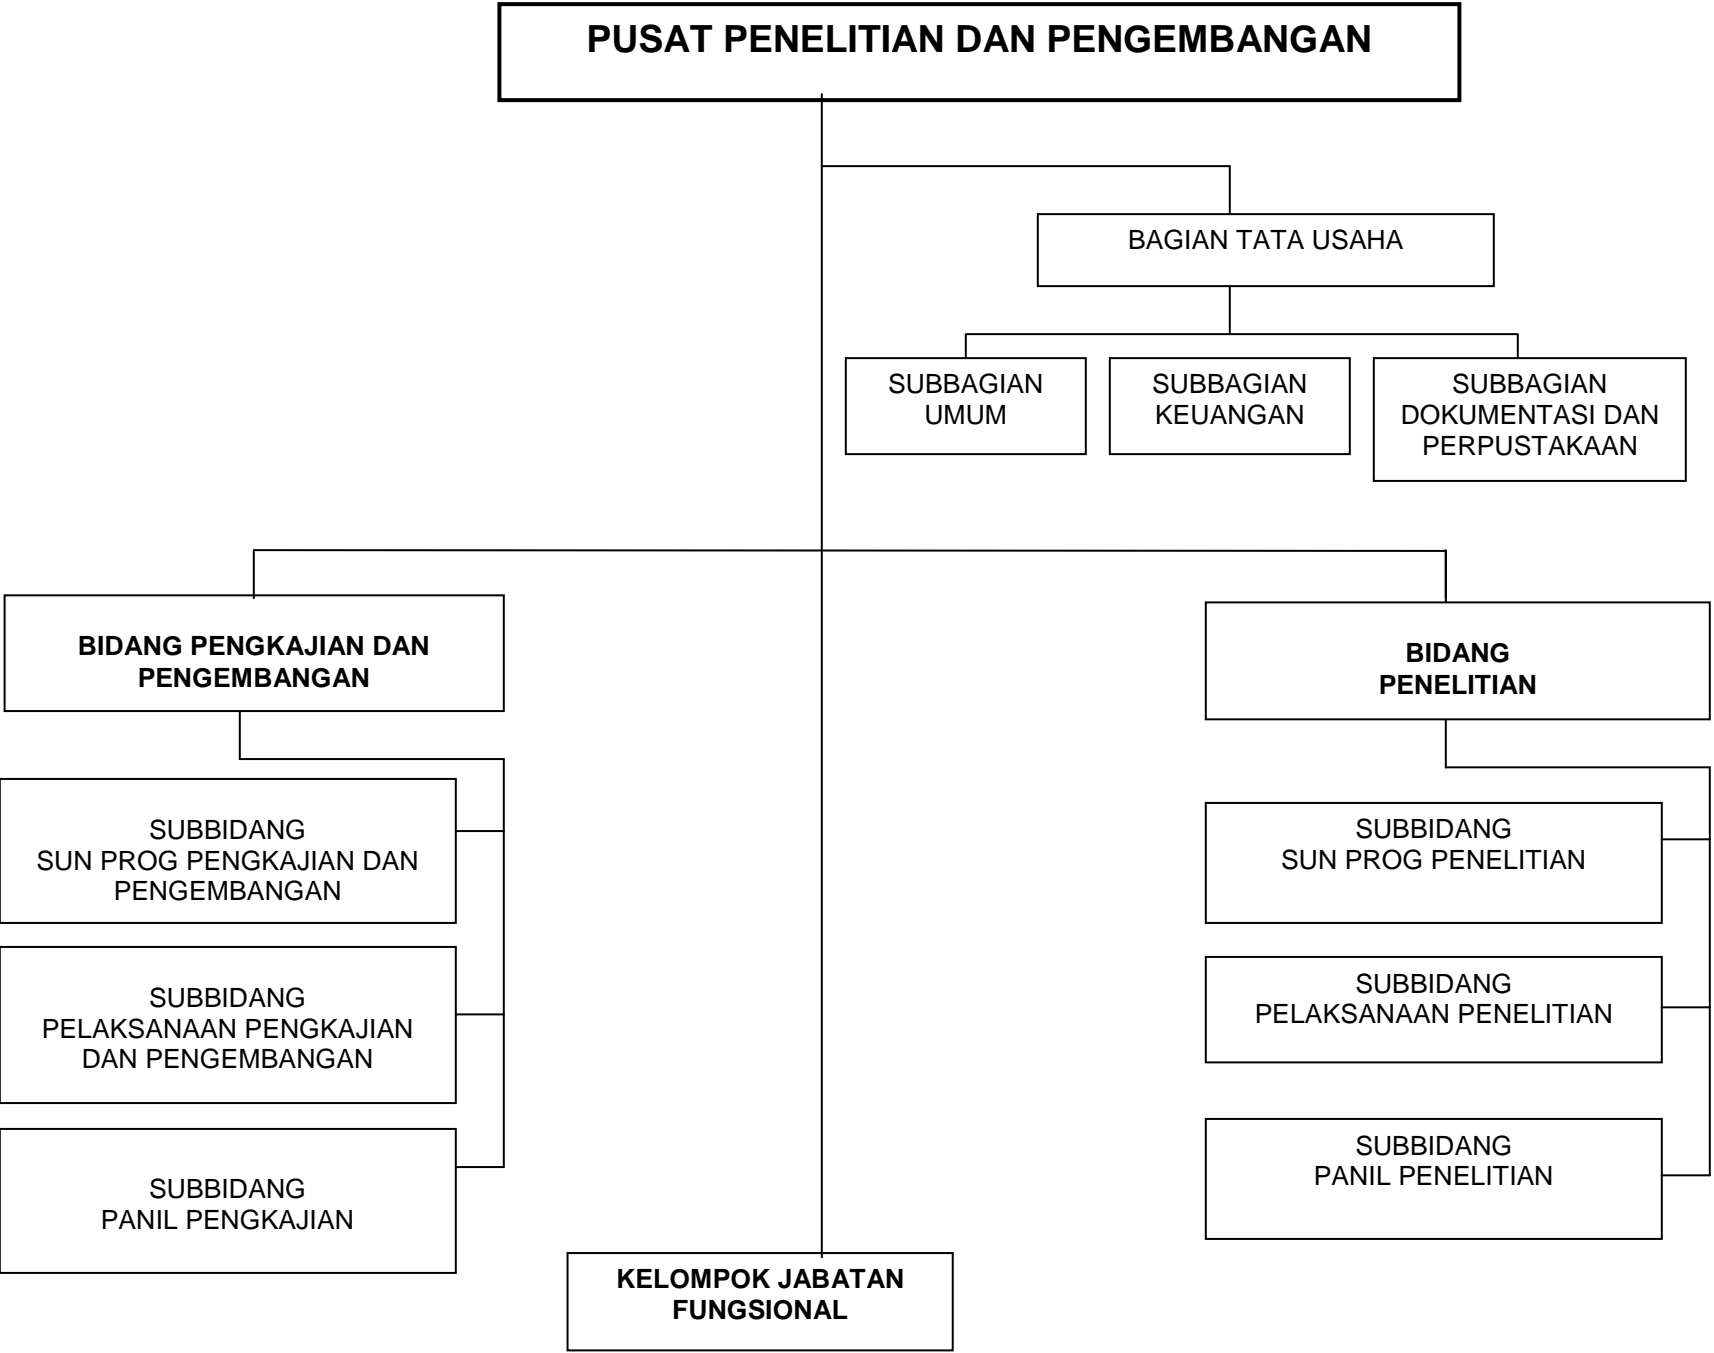 PUSAT PENELITIAN DAN PENGEMBANGAN
BAGIAN TATA USAHA
SUBBAGIAN
UMUM
SUBBAGIAN
KEUANGAN
SUBBAGIAN
DOKUMENTASI DAN
PERPUSTAKAAN
BIDANG PENGKAJIAN DAN
PENGEMBANGAN
BIDANG
PENELITIAN
SUBBIDANG
SUN PROG PENGKAJIAN DAN
PENGEMBANGAN
SUBBIDANG
PELAKSANAAN PENGKAJIAN
DAN PENGEMBANGAN
SUBBIDANG
PANIL PENGKAJIAN
SUBBIDANG
SUN PROG PENELITIAN
SUBBIDANG
PELAKSANAAN PENELITIAN
SUBBIDANG
PANIL PENELITIAN
KELOMPOK JABATAN
FUNGSIONAL